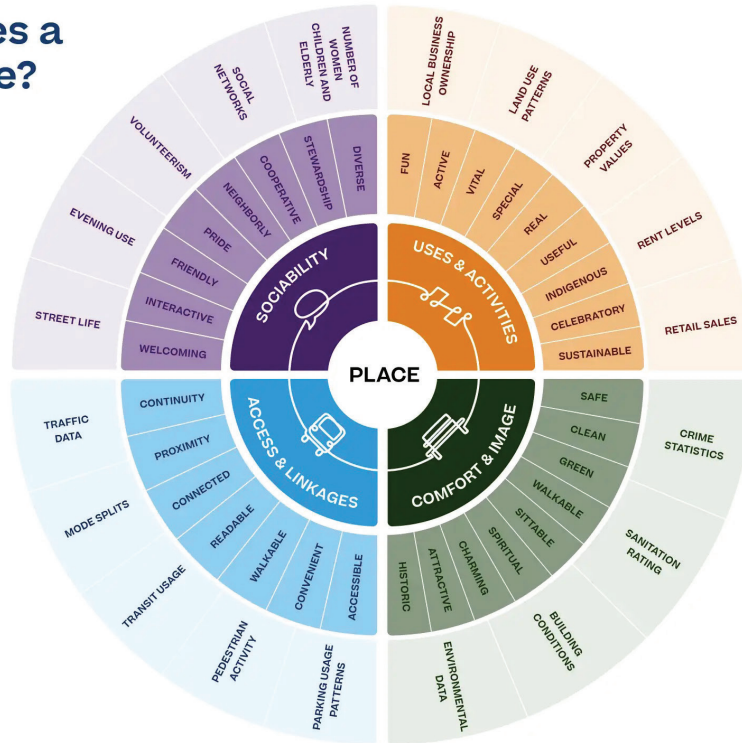 es a
e?
PLACE
SOCIABILITY
USES & ACTIVITIES
ACCESS & LINKAGES
COMFORT & IMAGE
WELCOMING
INTERACTIVE
FRIENDLY
PRIDE
NEIGHBORLY
COOPERATIVE
STEWARDSHIP
DIVERSE
STREET LIFE
EVENING USE
VOLUNTEERISM
SOCIAL
NETWORKS
NUMBER OF
WOMEN
CHILDREN AND
ELDERLY
FUN
ACTIVE
VITAL
SPECIAL
REAL
USEFUL
INDIGENOUS
CELEBRATORY
SUSTAINABLE
LOCAL BUSINESS
OWNERSHIP
LAND USE
PATTERNS
PROPERTY
VALUES
RENT LEVELS
RETAIL SALES
SAFE
CLEAN
GREEN
WALKABLE
SITTABLE
SPIRITUAL
CHARMING
ATTRACTIVE
HISTORIC
CRIME
STATISTICS
SANITATION
RATING
BUILDING
CONDITIONS
ENVIRONMENTAL
DATA
CONTINUITY
PROXIMITY
CONNECTED
READABLE
WALKABLE
CONVENIENT
ACCESSIBLE
TRAFFIC
DATA
MODE SPLITS
TRANSIT USAGE
PEDESTRIAN
ACTIVITY
PARKING USAGE
PATTERNS